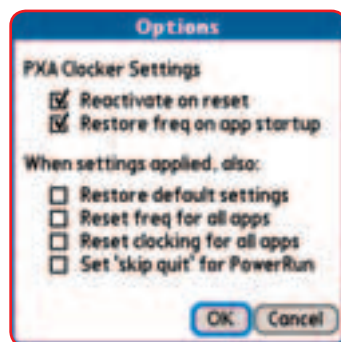 Options
PXA Clocker Settings
Reactivate on reset
Restore freq on app startup
When settings applied, also:
Restore default settings
Reset freq for all apps
Reset clocking for all apps
Set 'skip quit' for PowerRun
OK Cancel